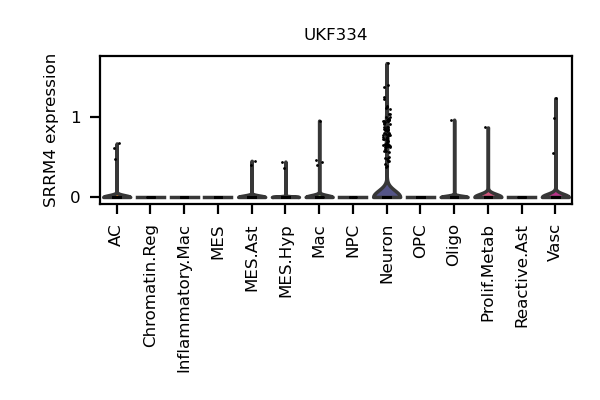 UKF334
SRRM4 expression
1
0
AC
Chromatin.Reg
Inflammatory.Mac
MES
MES.Ast
MES.Hyp
Mac
NPC
Neuron
OPC
Oligo
Prolif.Metab
Reactive.Ast
Vasc